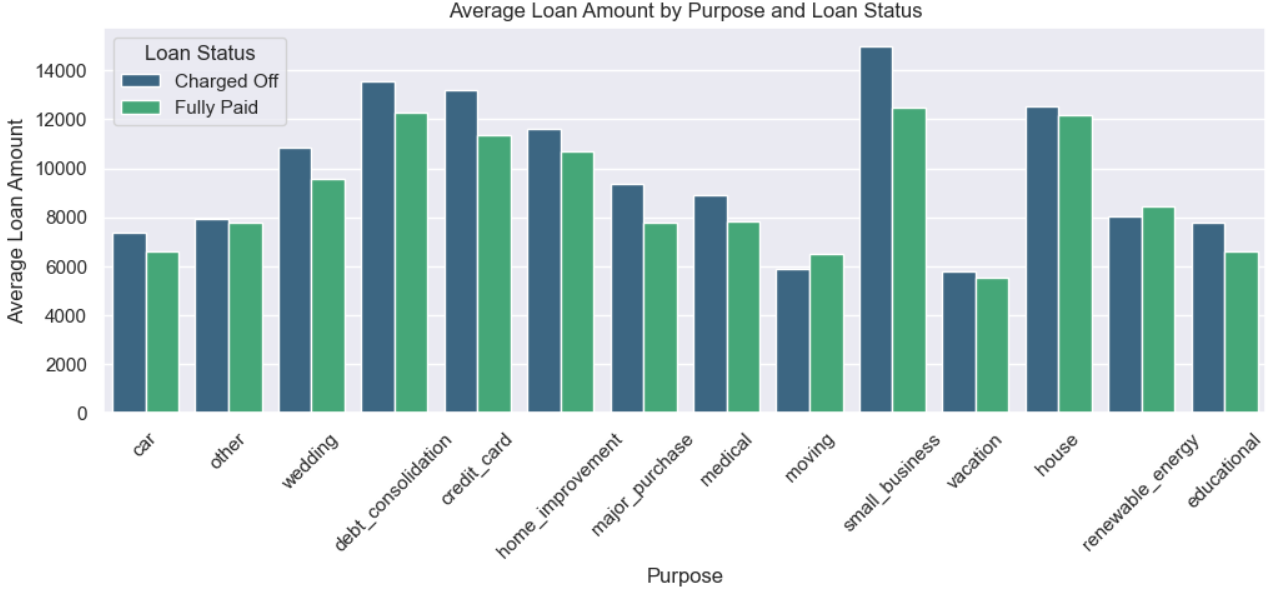 Average Loan Amount by Purpose and Loan Status
Loan Status
Charged Off
Fully Paid
Average Loan Amount
14000
12000
10000
8000
6000
4000
2000
0
car
other
wedding
debt_consolidation
credit_card
home_improvement
major_purchase
medical
moving
small_business
vacation
house
renewable_energy
educational
Purpose